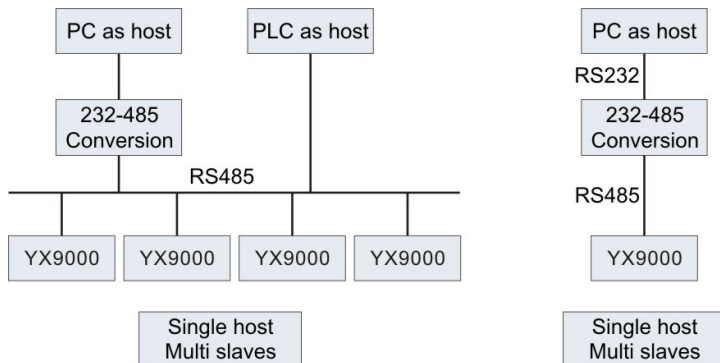 PC as host
PLC as host
232-485
Conversion
RS485
YX9000
YX9000
YX9000
YX9000
Single host
Multi slaves
PC as host
RS232
232-485
Conversion
RS485
YX9000
Single host
Multi slaves